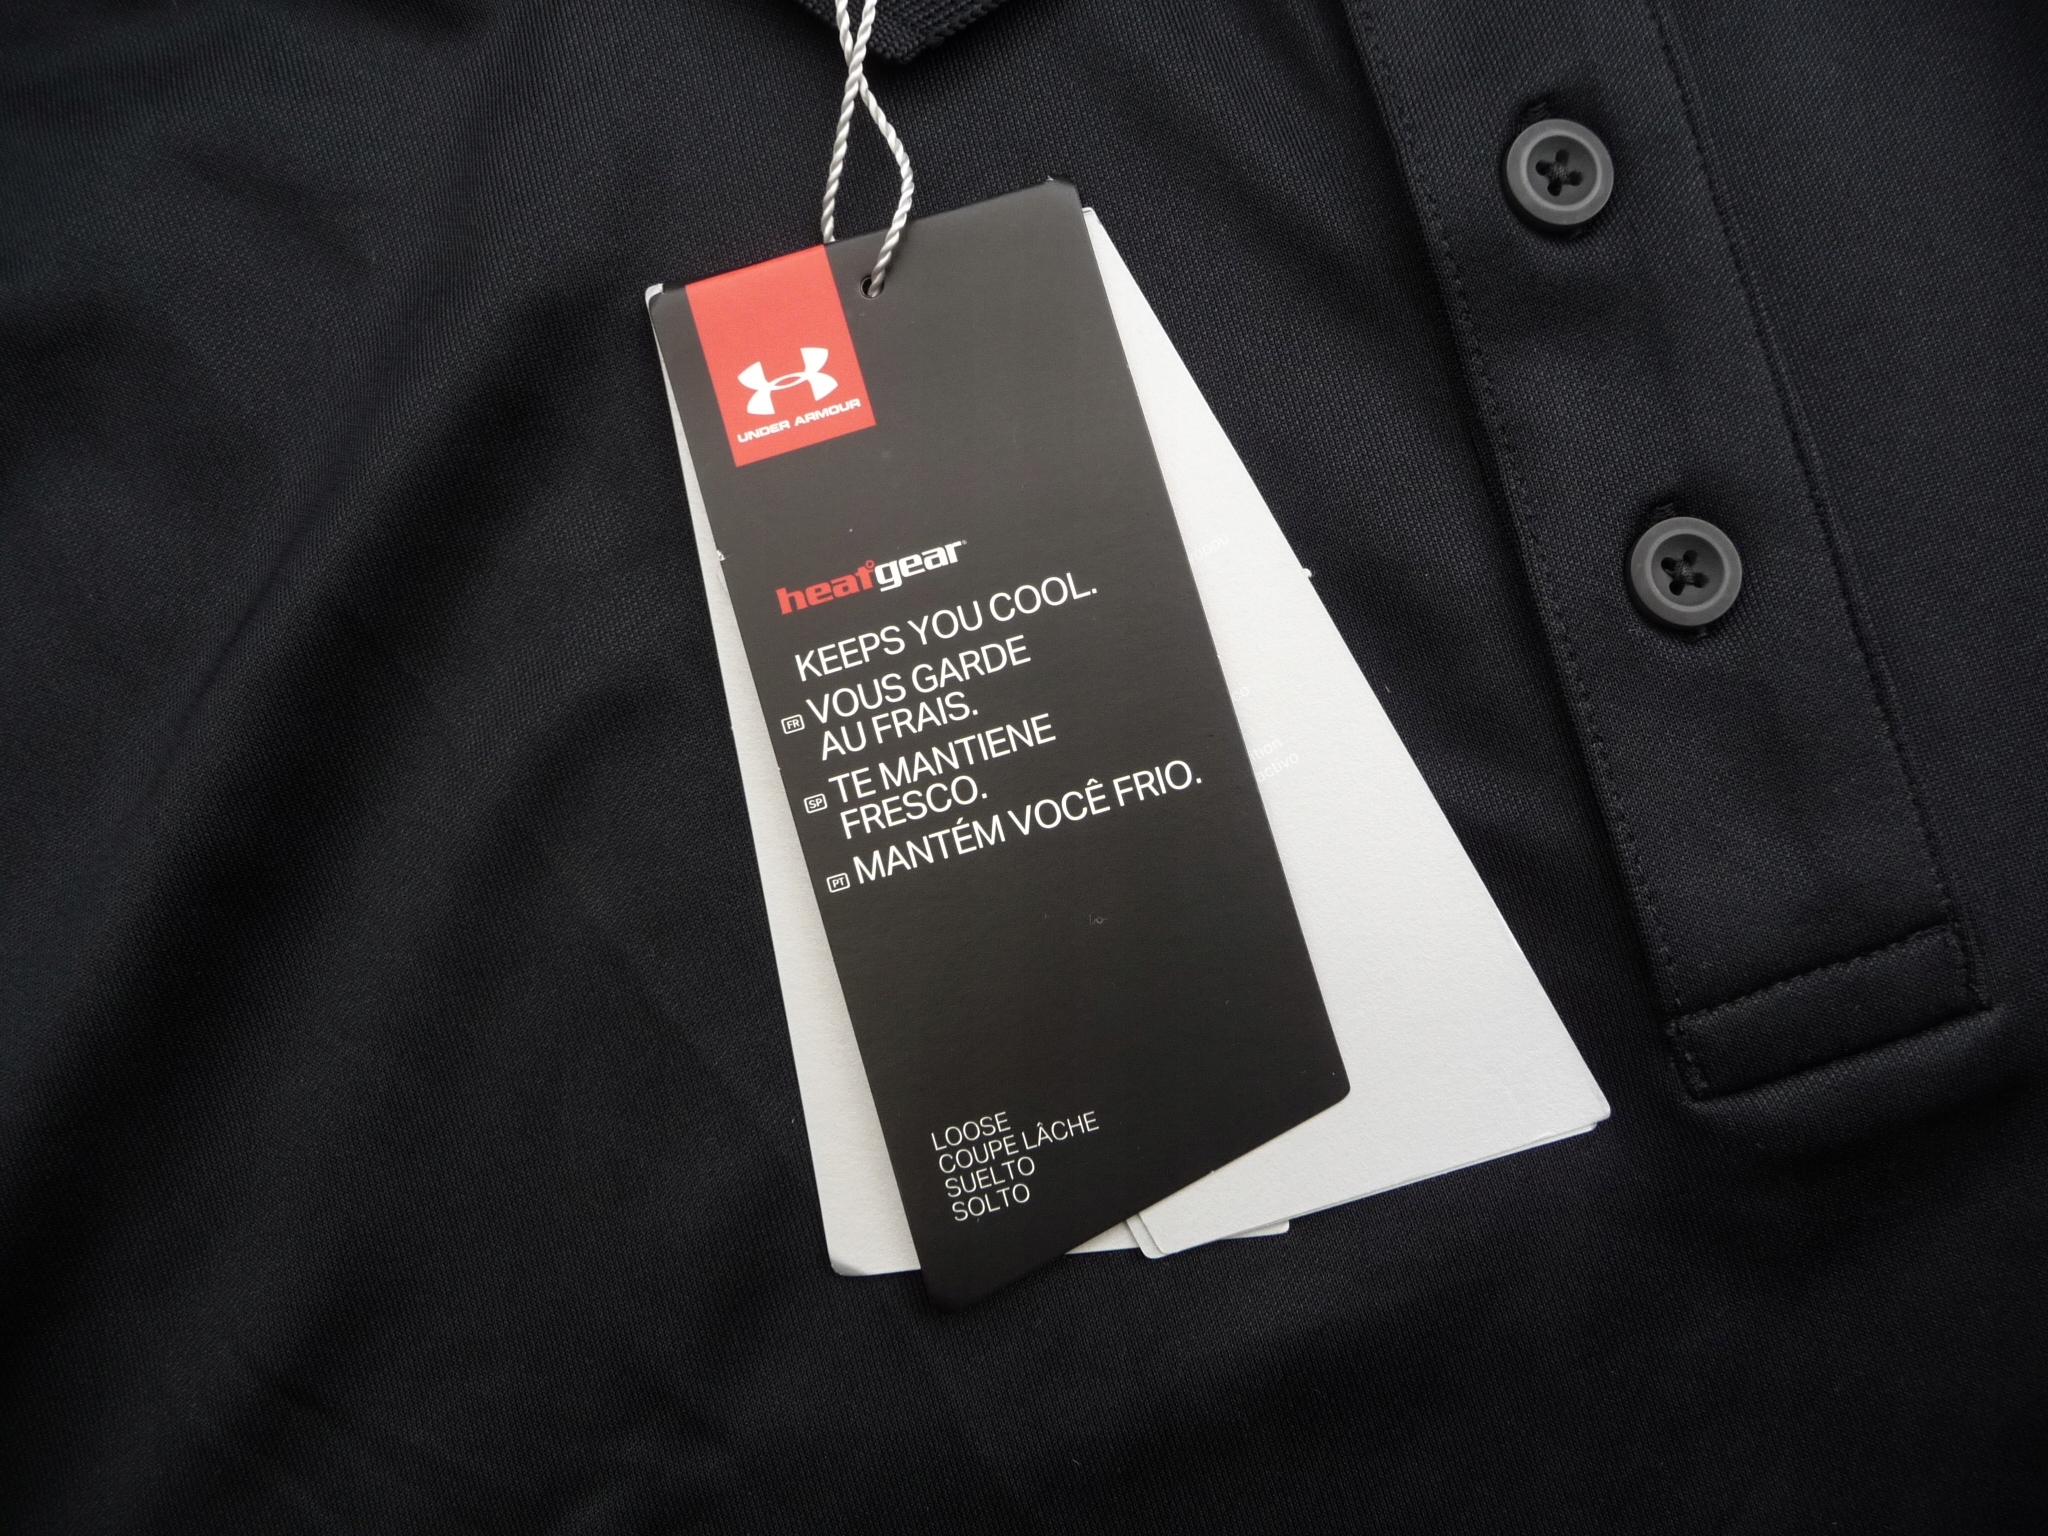 UNDER ARMOUR
heatgear
KEEPS YOU COOL.
FR VOUS GARDE
AU FRAIS.
SP TE MANTIENE
FRESCO.
PT MANTÉM VOCÊ FRIO.
LOOSE
COUPE LÂCHE
SUELTO
SOLTO